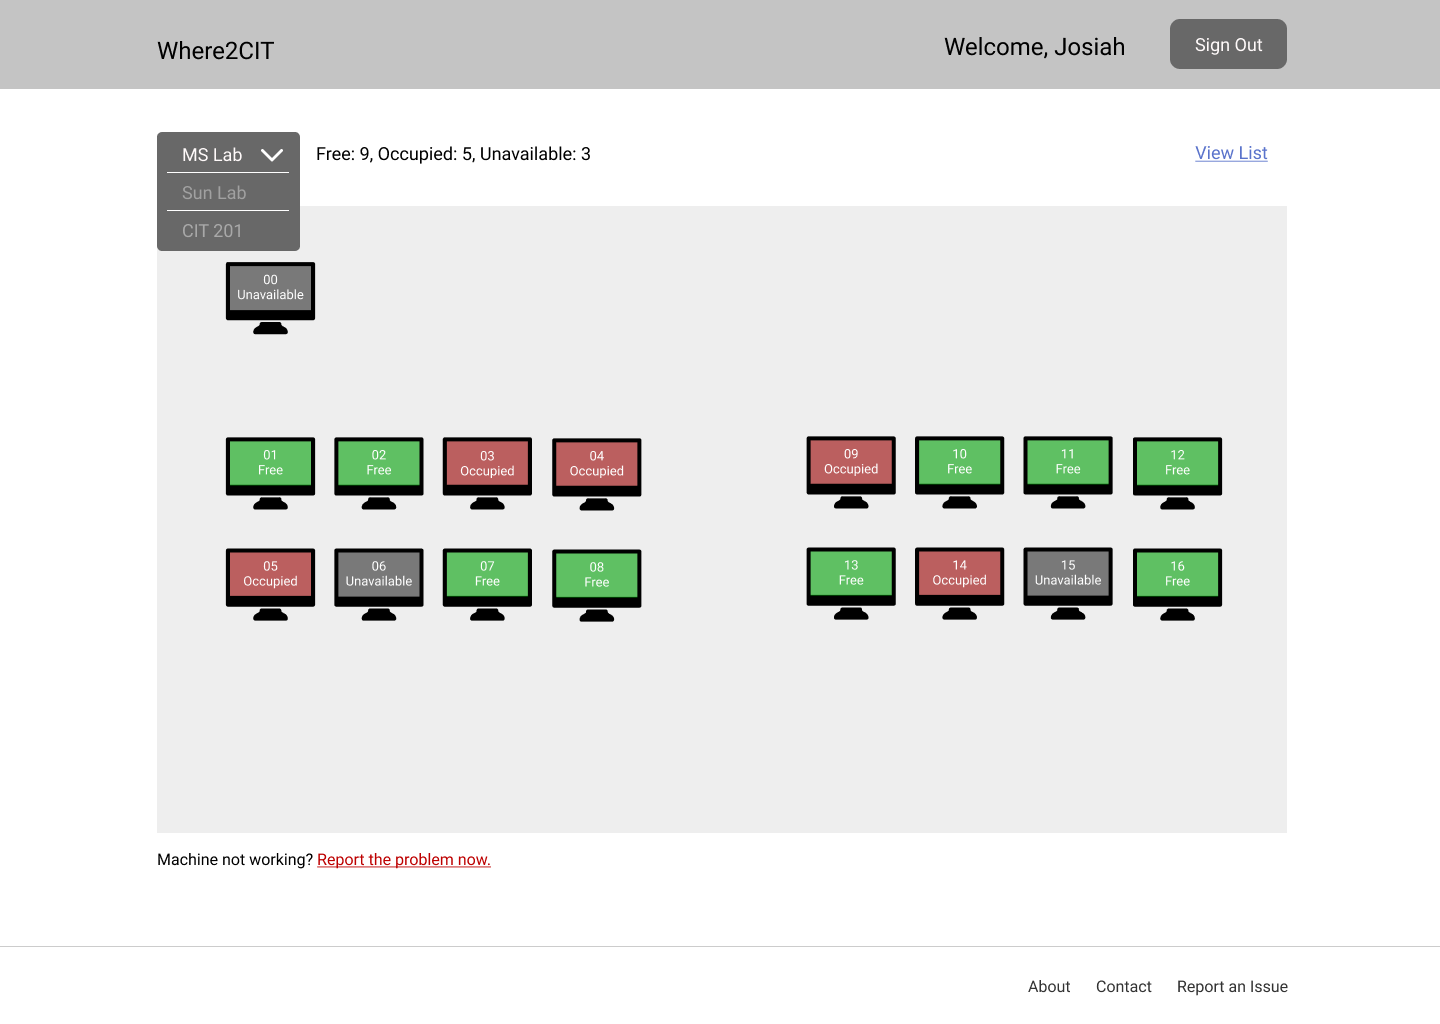 Where2CIT
Welcome, Josiah
Sign Out
MS Lab
Free: 9, Occupied: 5, Unavailable: 3
View List
Sun Lab
CIT 201
00
Unavailable
01
Free
02
Free
03
Occupied
04
Occupied
09
Occupied
10
Free
11
Free
12
Free
05
Occupied
06
Unavailable
07
Free
08
Free
13
Free
14
Occupied
15
Unavailable
16
Free
Machine not working? Report the problem now.
About
Contact
Report an Issue